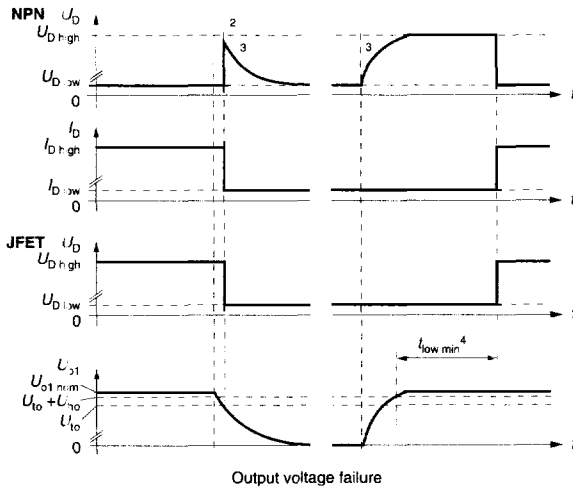 NPN U_D
U_D high
2
3
3
U_D low
0
t
I_D
I_D high
I_D low
0
t
JFET U_D
U_D high
U_D low
0
t
t_low min 4
U_o1
U_o1 nom
U_to + U_ho
U_to
0
t
Output voltage failure